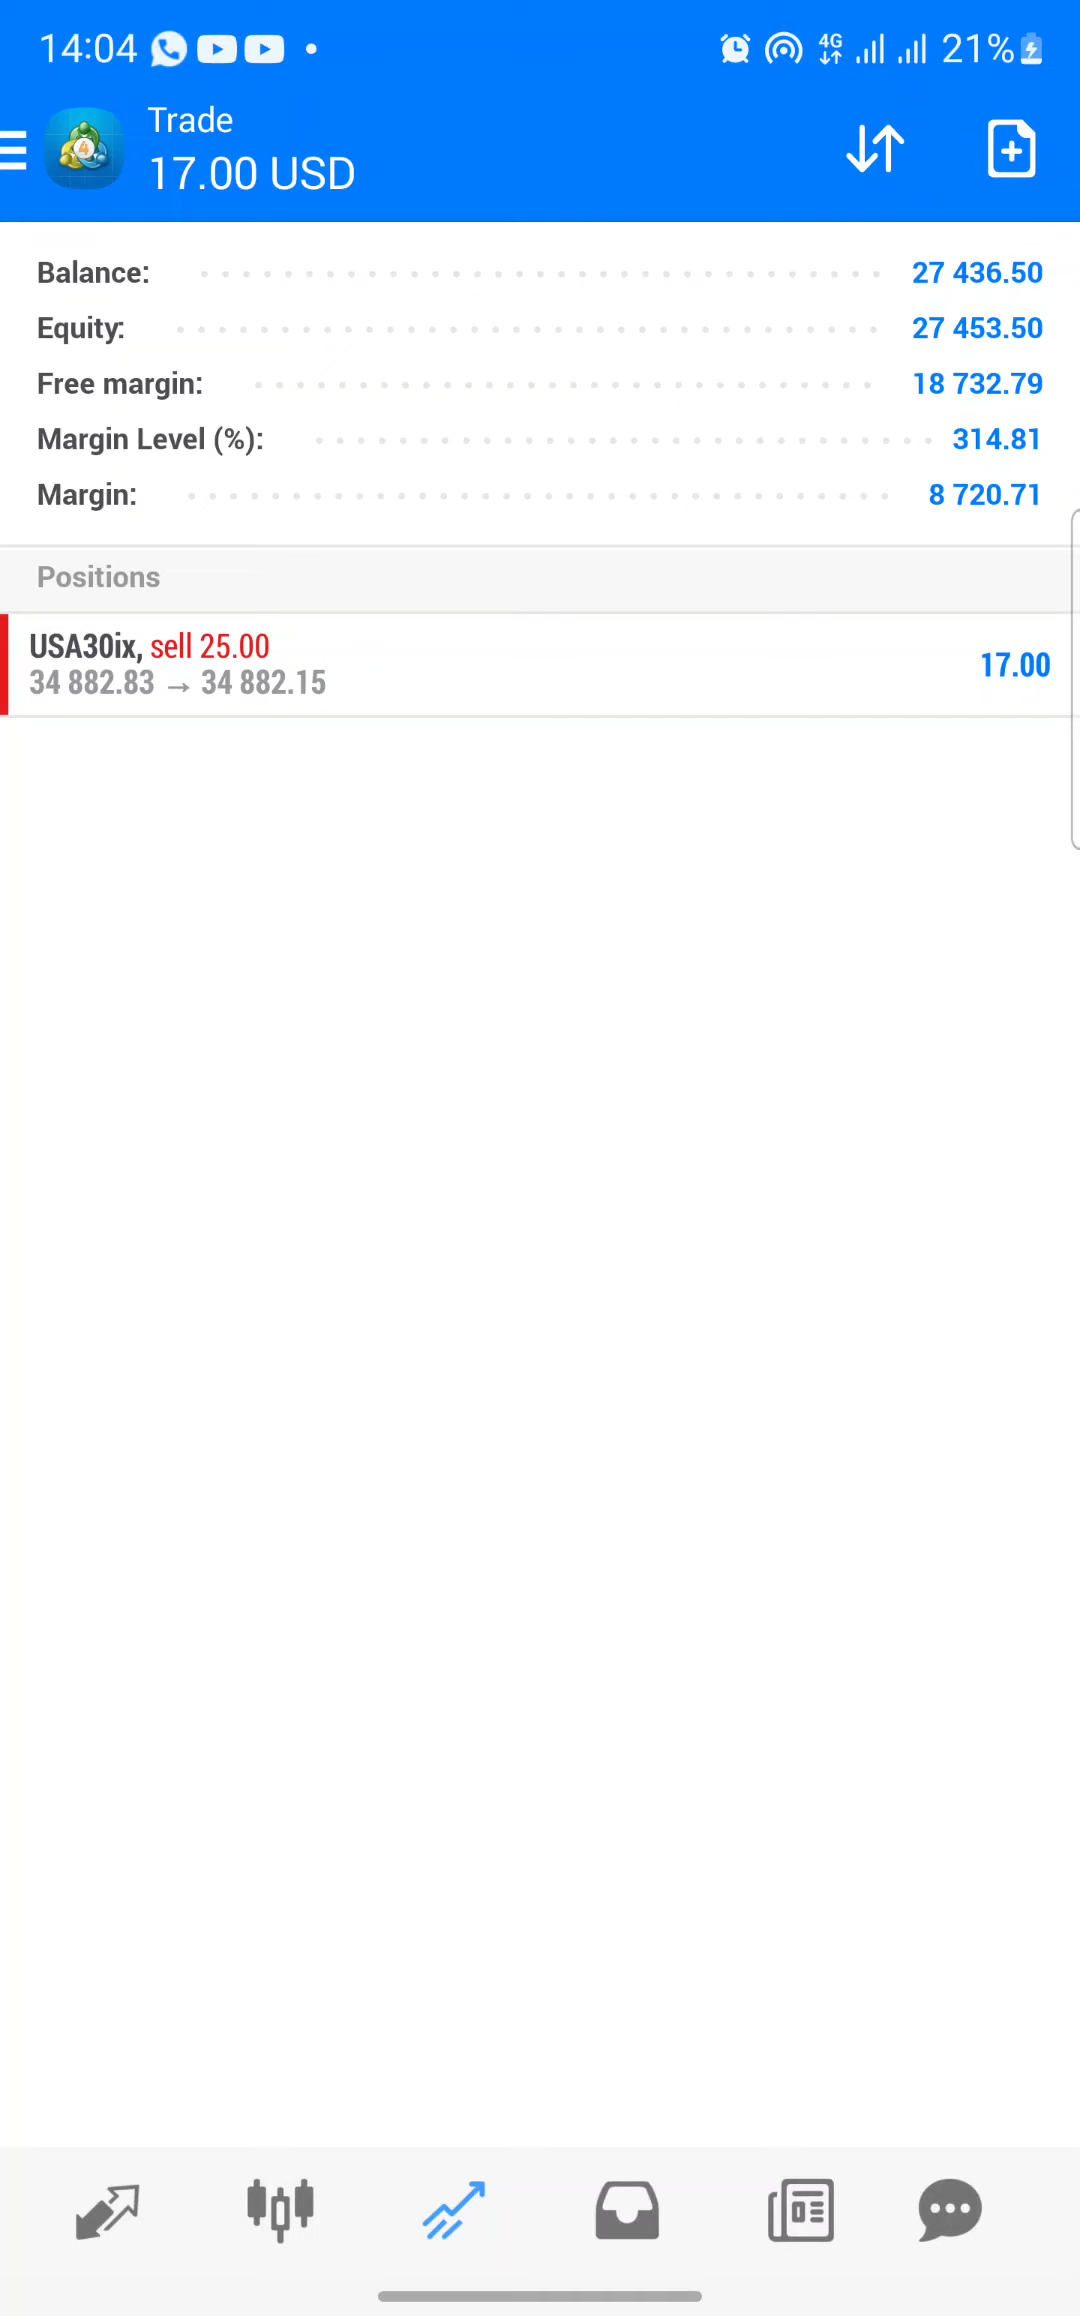 14:04 4G 21%
Trade
17.00 USD
Balance: 27 436.50
Equity: 27 453.50
Free margin: 18 732.79
Margin Level (%): 314.81
Margin: 8 720.71
Positions
USA30ix, sell 25.00
34 882.83 → 34 882.15
17.00